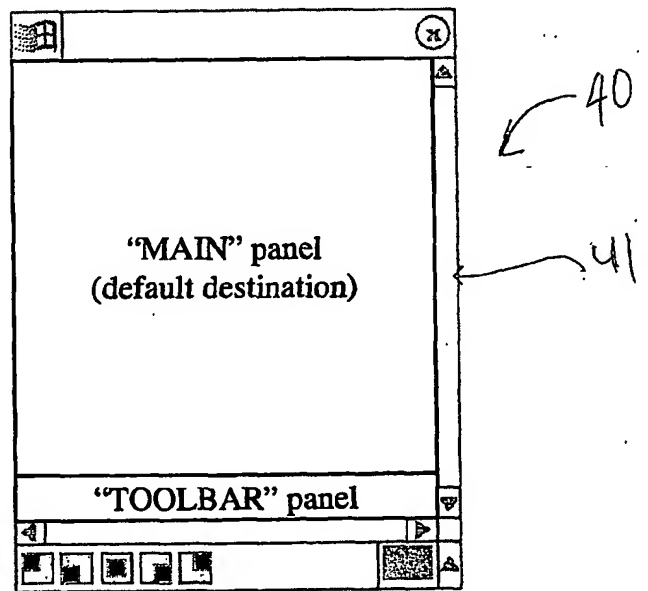 x
40
"MAIN" panel
(default destination)
41
"TOOLBAR" panel